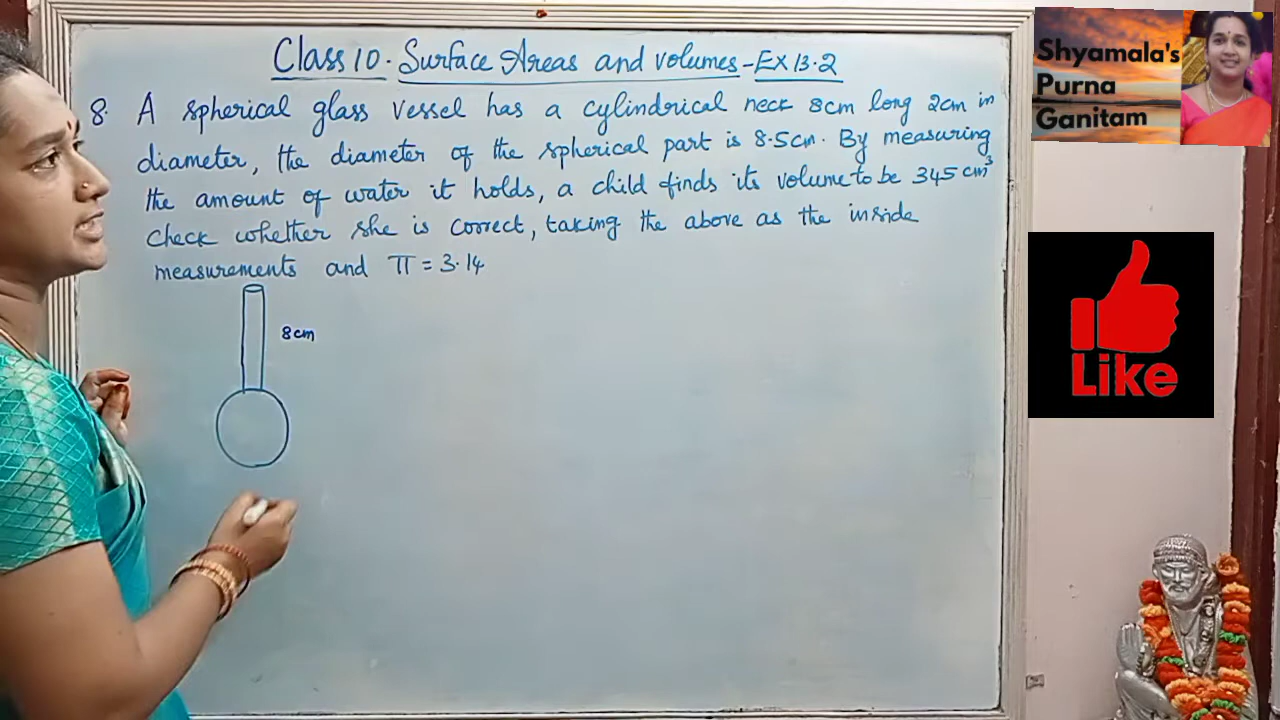 Class 10. Surface Areas and volumes-Ex 13.2
8. A spherical glass vessel has a cylindrical neck 8cm long 2cm in
diameter, the diameter of the spherical part is 8.5cm. By measuring
the amount of water it holds, a child finds its volume to be 345 cm³
Check whether she is correct, taking the above as the inside
measurements and π = 3.14
8cm
Shyamala's
Purna
Ganitam
Like